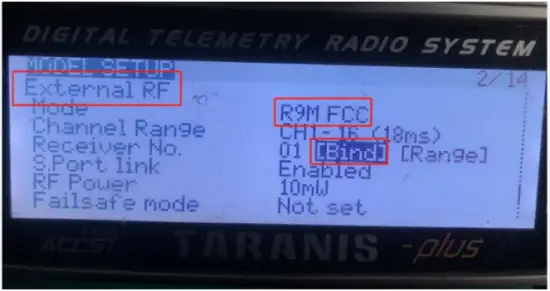 DIGITAL TELEMETRY RADIO SYSTEM
MODEL SETUP 2/14
External RF
Mode R9M FCC
Channel Range CH1-16 (18ms)
Receiver No. 01 [Bind] [Range]
S.Port link Enabled
RF Power 10mW
Failsafe mode Not set
ACCST TARANIS -plus